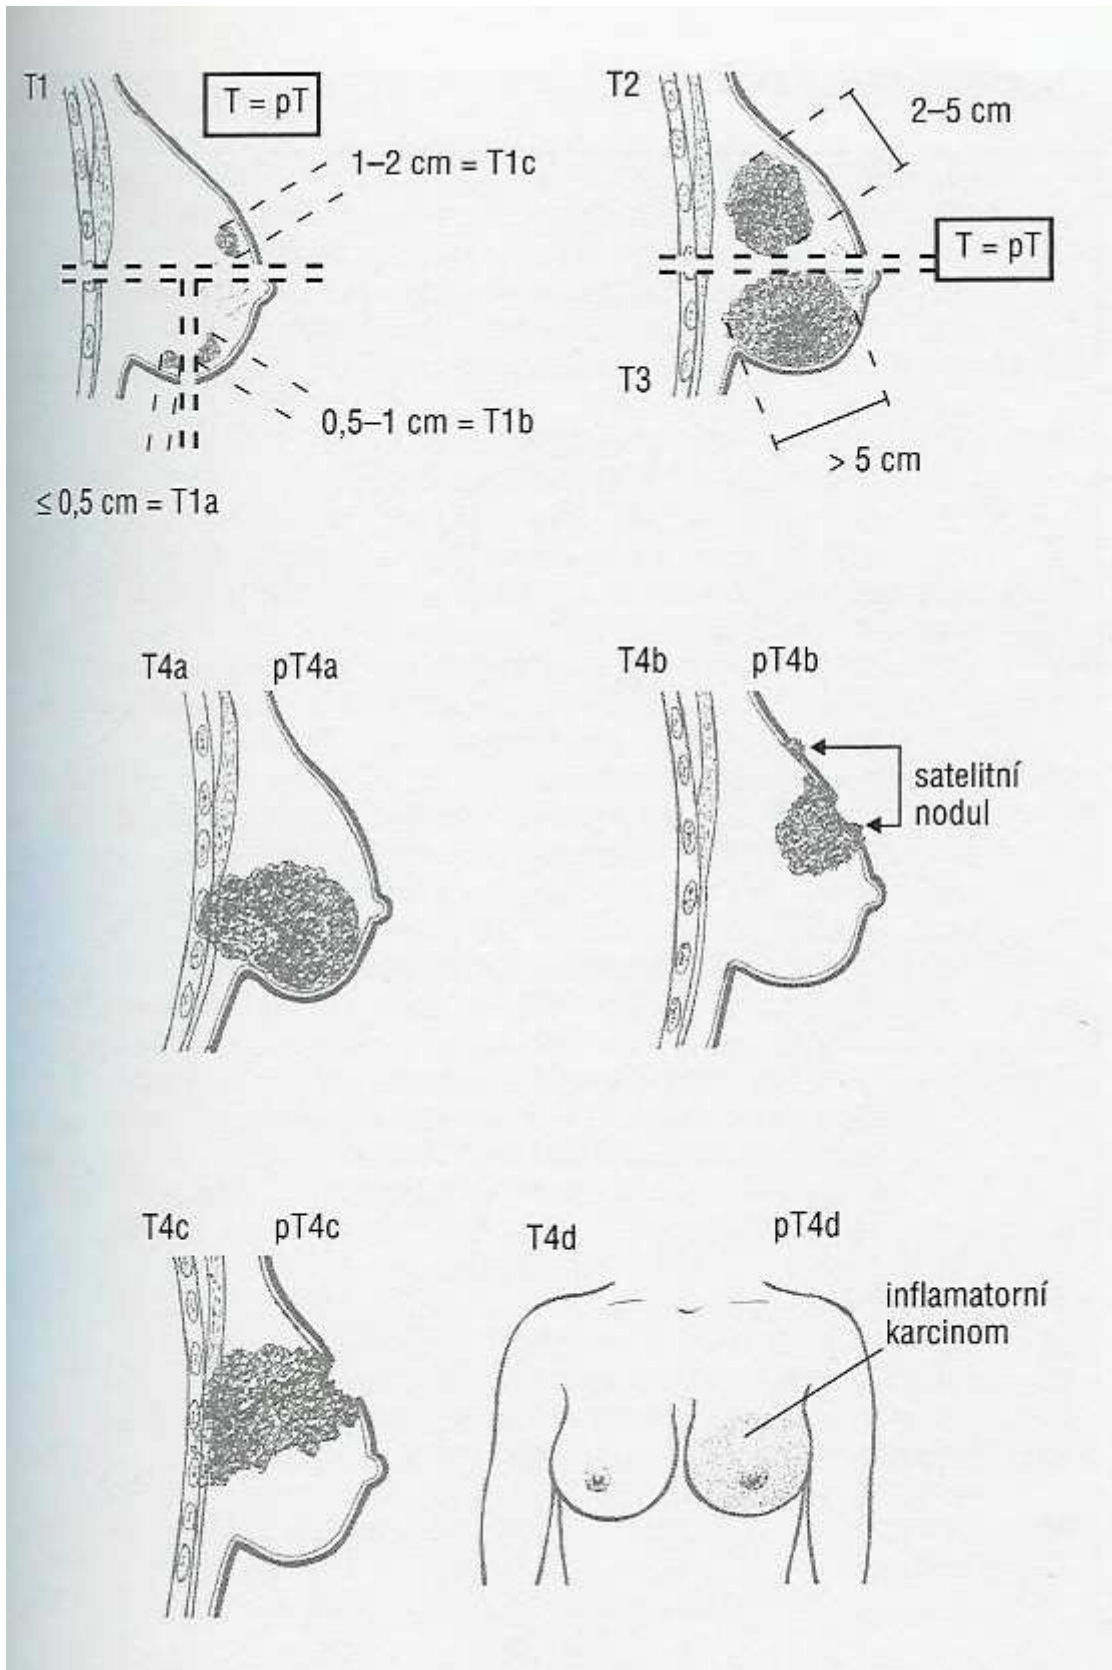 T1
T = pT
1–2 cm = T1c
0,5–1 cm = T1b
≤ 0,5 cm = T1a
T2
2–5 cm
T = pT
T3
> 5 cm
T4a pT4a
T4b pT4b
satelitní
nodul
T4c pT4c
T4d pT4d
inflamatorní
karcinom